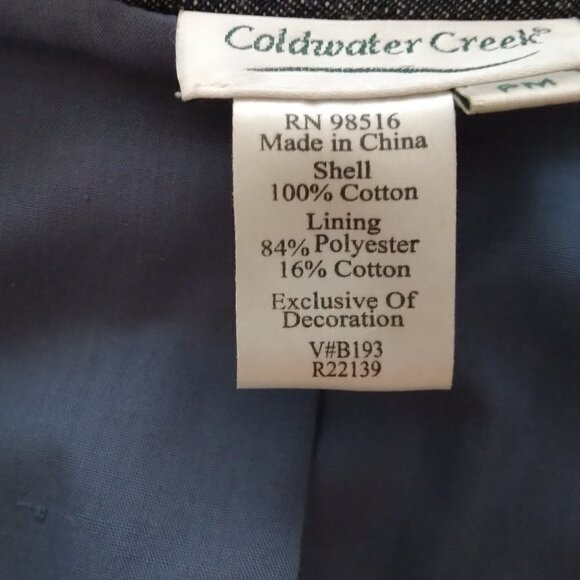 Coldwater Creek®
PM
RN 98516
Made in China
Shell
100% Cotton
Lining
84% Polyester
16% Cotton
Exclusive Of
Decoration
V#B193
R22139